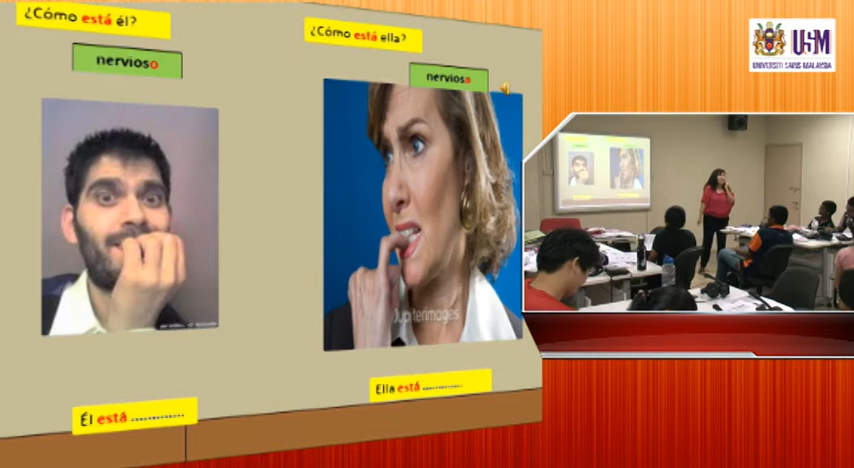 ¿Cómo está él?
nervioso
Él está ..............
¿Cómo está ella?
nerviosa
Jupiterimages
Ella está ..............
USM
UNIVERSITI SAINS MALAYSIA